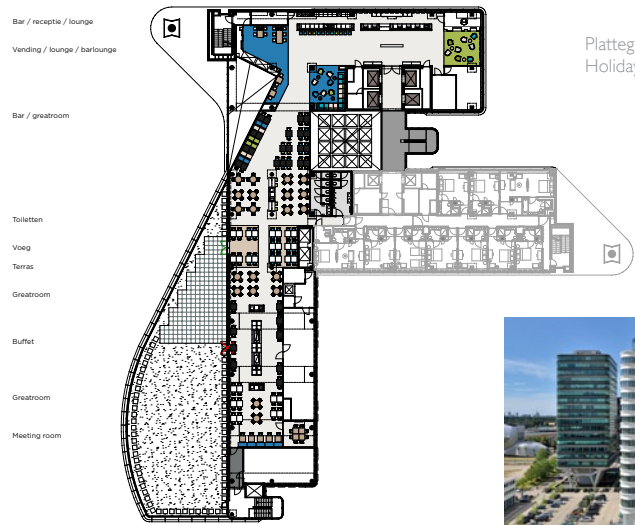 Bar / receptie / lounge
Vending / lounge / barlounge
Bar / greatroom
Toiletten
Voeg
Terras
Greatroom
Buffet
Greatroom
Meeting room
Platteg
Holiday